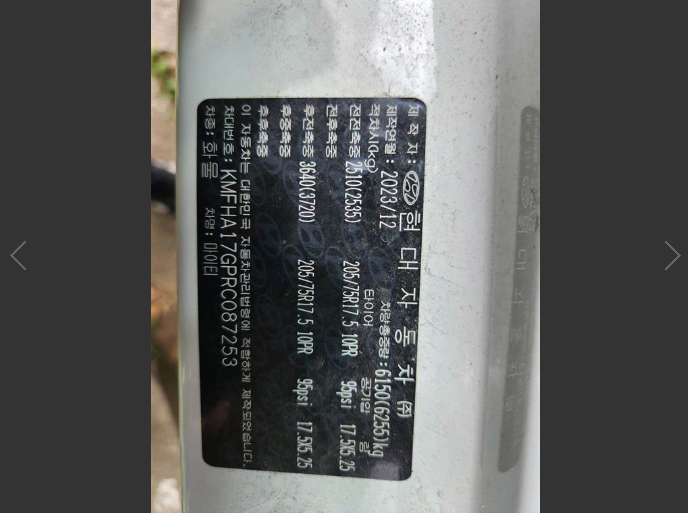 제 작 자 : 현 대 자 동 차 ㈜
제작연월 : 2023/12 차량총중량 : 6150(6255)kg
적차시(kg) 타이어 공기압 림
전전축중 2510(2535) 205/75R17.5 10PR 95psi 17.5X5.25
전후축중
후전축중 3640(3720) 205/75R17.5 10PR 95psi 17.5X5.25
후중축중
후후축중
이 자동차는 대한민국 자동차관리법령에 적합하게 제작되었습니다.
차대번호 : KMFHA17GPRC087253
차종 : 화물 차명 : 마이티